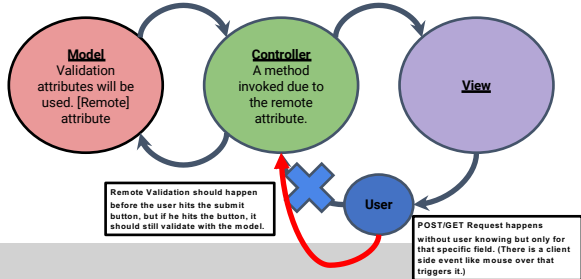 Model
Validation
attributes will be
used. [Remote]
attribute
Controller
A method
invoked due to
the remote
attribute.
View
Remote Validation should happen
before the user hits the submit
button, but if he hits the button, it
should still validate with the model.
User
POST/GET Request happens
without user knowing but only for
that specific field. (There is a client
side event like mouse over that
triggers it.)